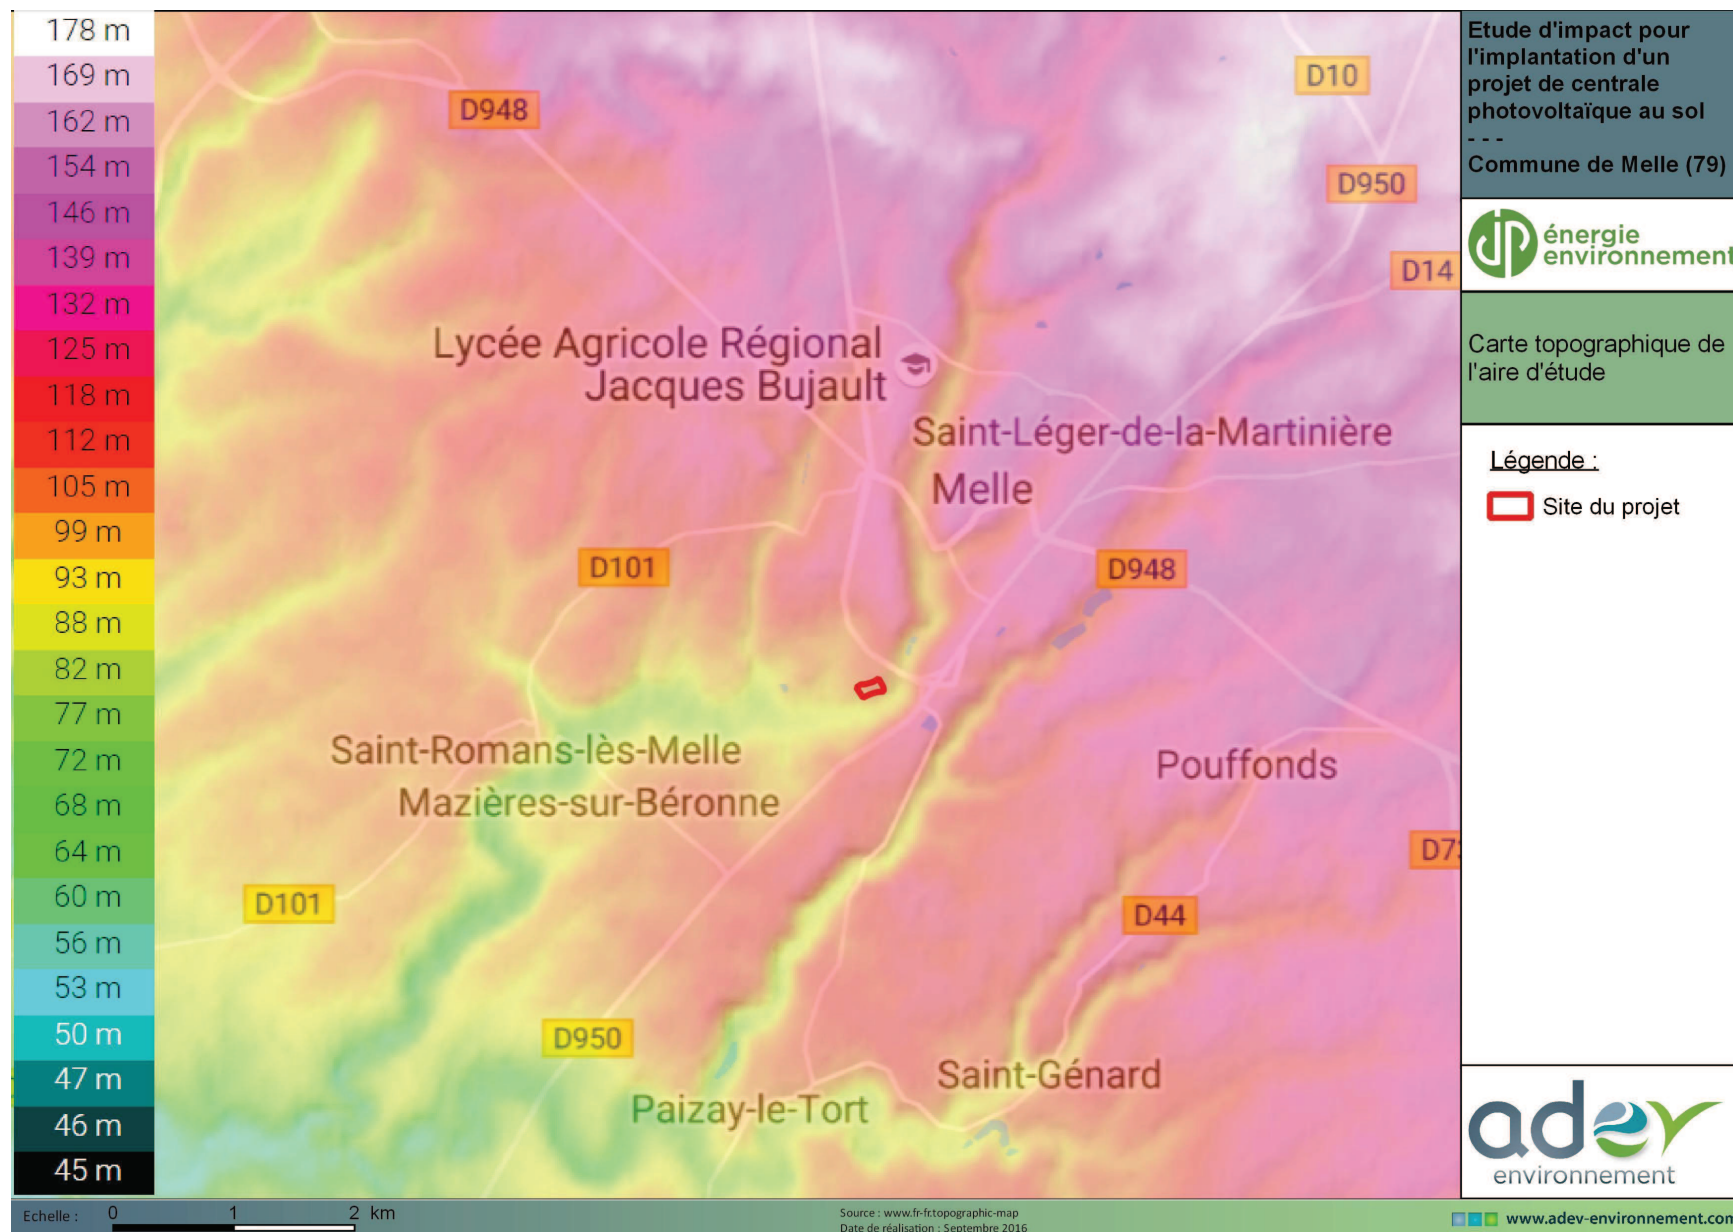 178 m
169 m
162 m
154 m
146 m
139 m
132 m
125 m
118 m
112 m
105 m
99 m
93 m
88 m
82 m
77 m
72 m
68 m
64 m
60 m
56 m
53 m
50 m
47 m
46 m
45 m
D948
D10
D950
D14
Lycée Agricole Régional
Jacques Bujault
Saint-Léger-de-la-Martinière
Melle
D101
D948
Saint-Romans-lès-Melle
Mazières-sur-Béronne
Pouffonds
D101
D44
D950
Saint-Génard
Paizay-le-Tort
Etude d'impact pour
l'implantation d'un
projet de centrale
photovoltaïque au sol
- - -
Commune de Melle (79)
JP énergie
environnement
Carte topographique de
l'aire d'étude
Légende :
Site du projet
adev
environnement
Echelle : 0 1 2 km
Source : www.fr-fr.topographic-map
Date de réalisation : Septembre 2016
www.adev-environnement.com